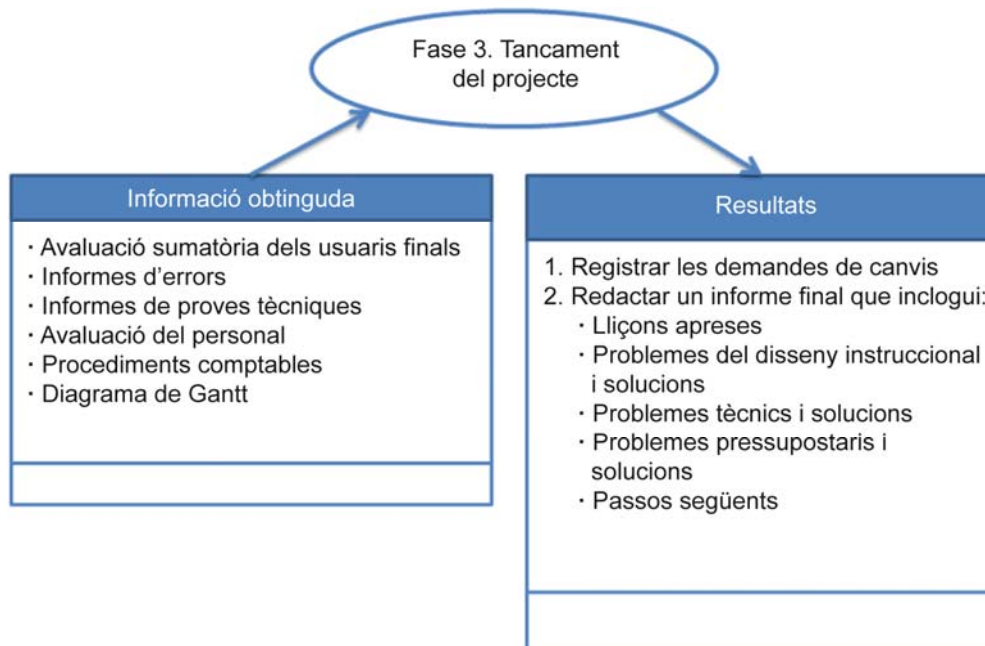 Fase 3. Tancament
del projecte
Informació obtinguda
· Avaluació sumatòria dels usuaris finals
· Informes d’errors
· Informes de proves tècniques
· Avaluació del personal
· Procediments comptables
· Diagrama de Gantt
Resultats
1. Registrar les demandes de canvis
2. Redactar un informe final que inclogui:
· Lliçons apreses
· Problemes del disseny instruccional
i solucions
· Problemes tècnics i solucions
· Problemes pressupostaris i
solucions
· Passos següents